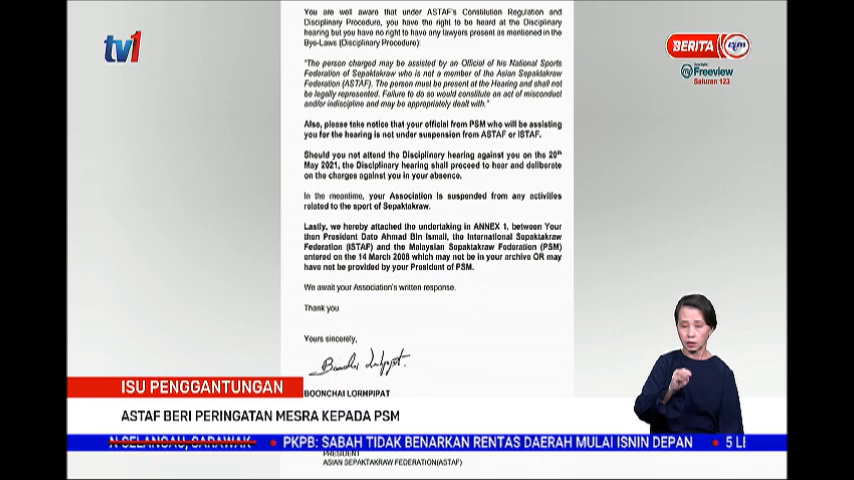 You are well aware that under ASTAF's Constitution Regulation and
Disciplinary Procedure, you have the right to be heard at the Disciplinary
hearing but you have no right to have any lawyers present as mentioned in the
Bye-Laws (Disciplinary Procedure):
"The person charged may be assisted by an Official of his National Sports
Federation of Sepaktakraw who is not a member of the Asian Sepaktakraw
Federation (ASTAF). The person must be present at the Hearing and shall not
be legally represented. Failure to do so would constitute an act of misconduct
and/or indiscipline and may be appropriately dealt with."
Also, please take notice that your official from PSM who will be assisting
you for the hearing is not under suspension from ASTAF or ISTAF.
Should you not attend the Disciplinary hearing against you on the 20th
May 2021, the Disciplinary hearing shall proceed to hear and deliberate
on the charges against you in your absence.
In the meantime, your Association is suspended from any activities
related to the sport of Sepaktakraw.
Lastly, we hereby attached the undertaking in ANNEX 1, between Your
then President Dato Ahmad Bin Ismail, the International Sepaktakraw
Federation (ISTAF) and the Malaysian Sepaktakraw Federation (PSM)
entered on the 14 March 2008 which may not be in your archive OR may
have not be provided by your President of PSM.
We await your Association's written response.
Thank you
Yours sincerely,
BOONCHAI LORHPIPAT
PRESIDENT
ASIAN SEPAKTAKRAW FEDERATION(ASTAF)
tv1
BERITA rtm
Freeview
Saluran 123
ISU PENGGANTUNGAN
ASTAF BERI PERINGATAN MESRA KEPADA PSM
N SELANGAU, SARAWAK • PKPB: SABAH TIDAK BENARKAN RENTAS DAERAH MULAI ISNIN DEPAN • 5